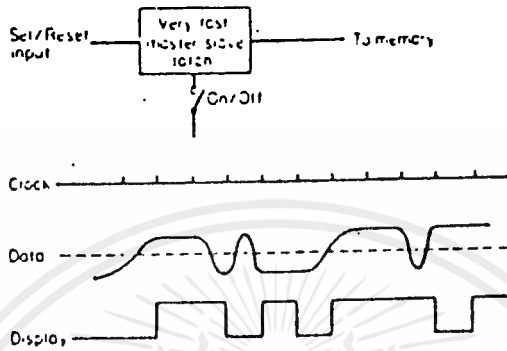 Set/Reset
input
Very fast
master slave
latch
To memory
On/Off
Clock
Data
Display